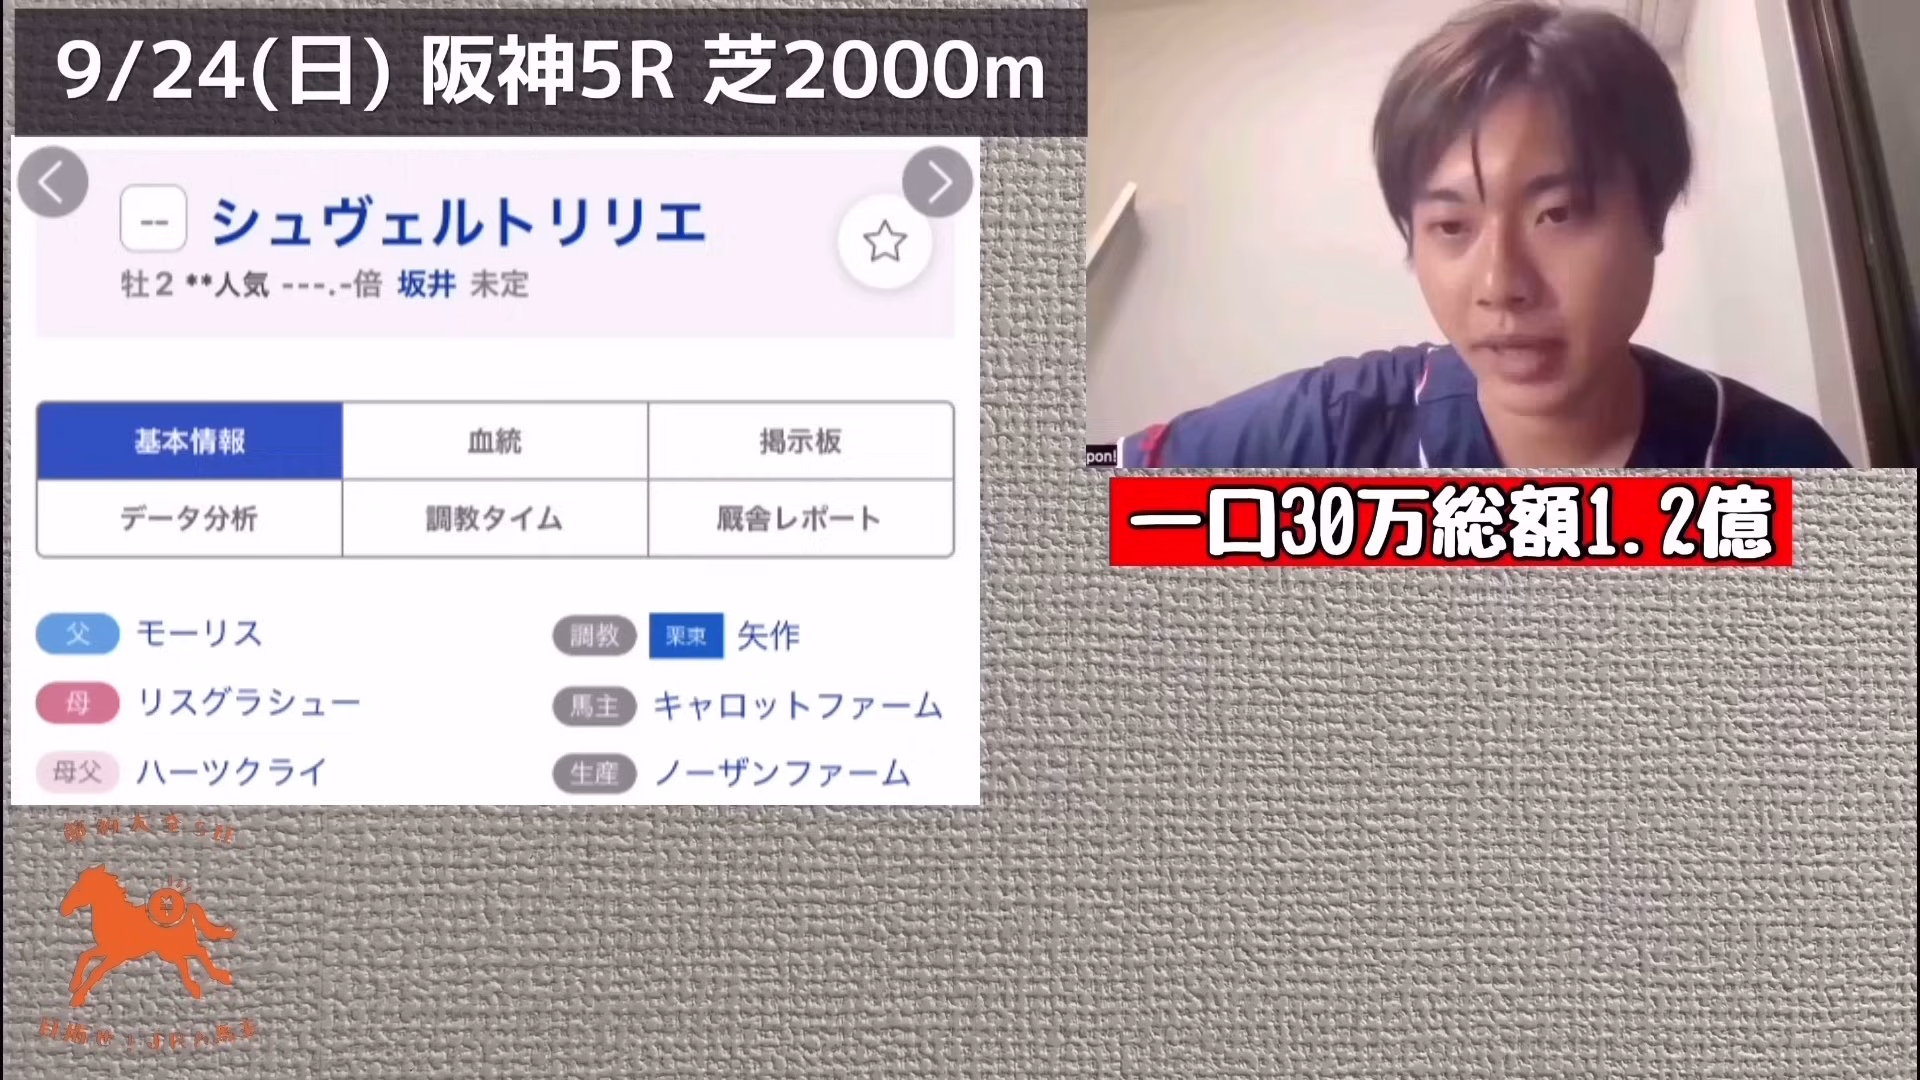 9/24(日) 阪神5R 芝2000m
--
シュヴェルトリリエ
牡2 **人気 ---.-倍 坂井 未定
基本情報 血統 掲示板
データ分析 調教タイム 厩舎レポート
父 モーリス 調教 栗東 矢作
母 リスグラシュー 馬主 キャロットファーム
母父 ハーツクライ 生産 ノーザンファーム
pon!
一口30万総額1.2億